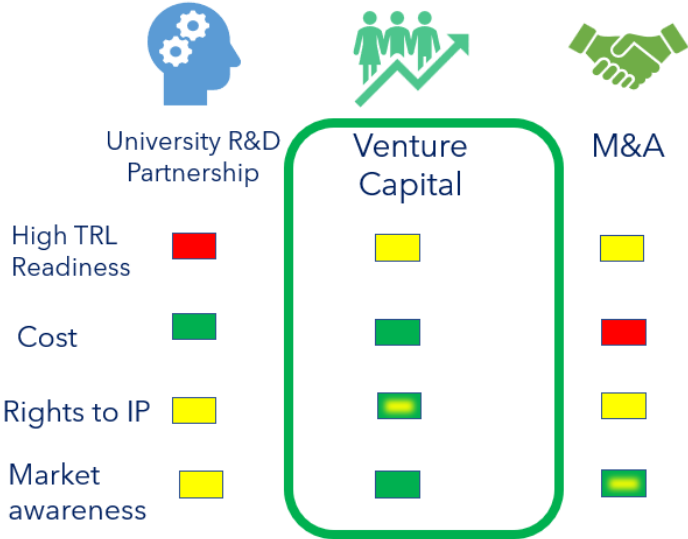 University R&D
Partnership
Venture
Capital
M&A
High TRL
Readiness
Cost
Rights to IP
Market
awareness